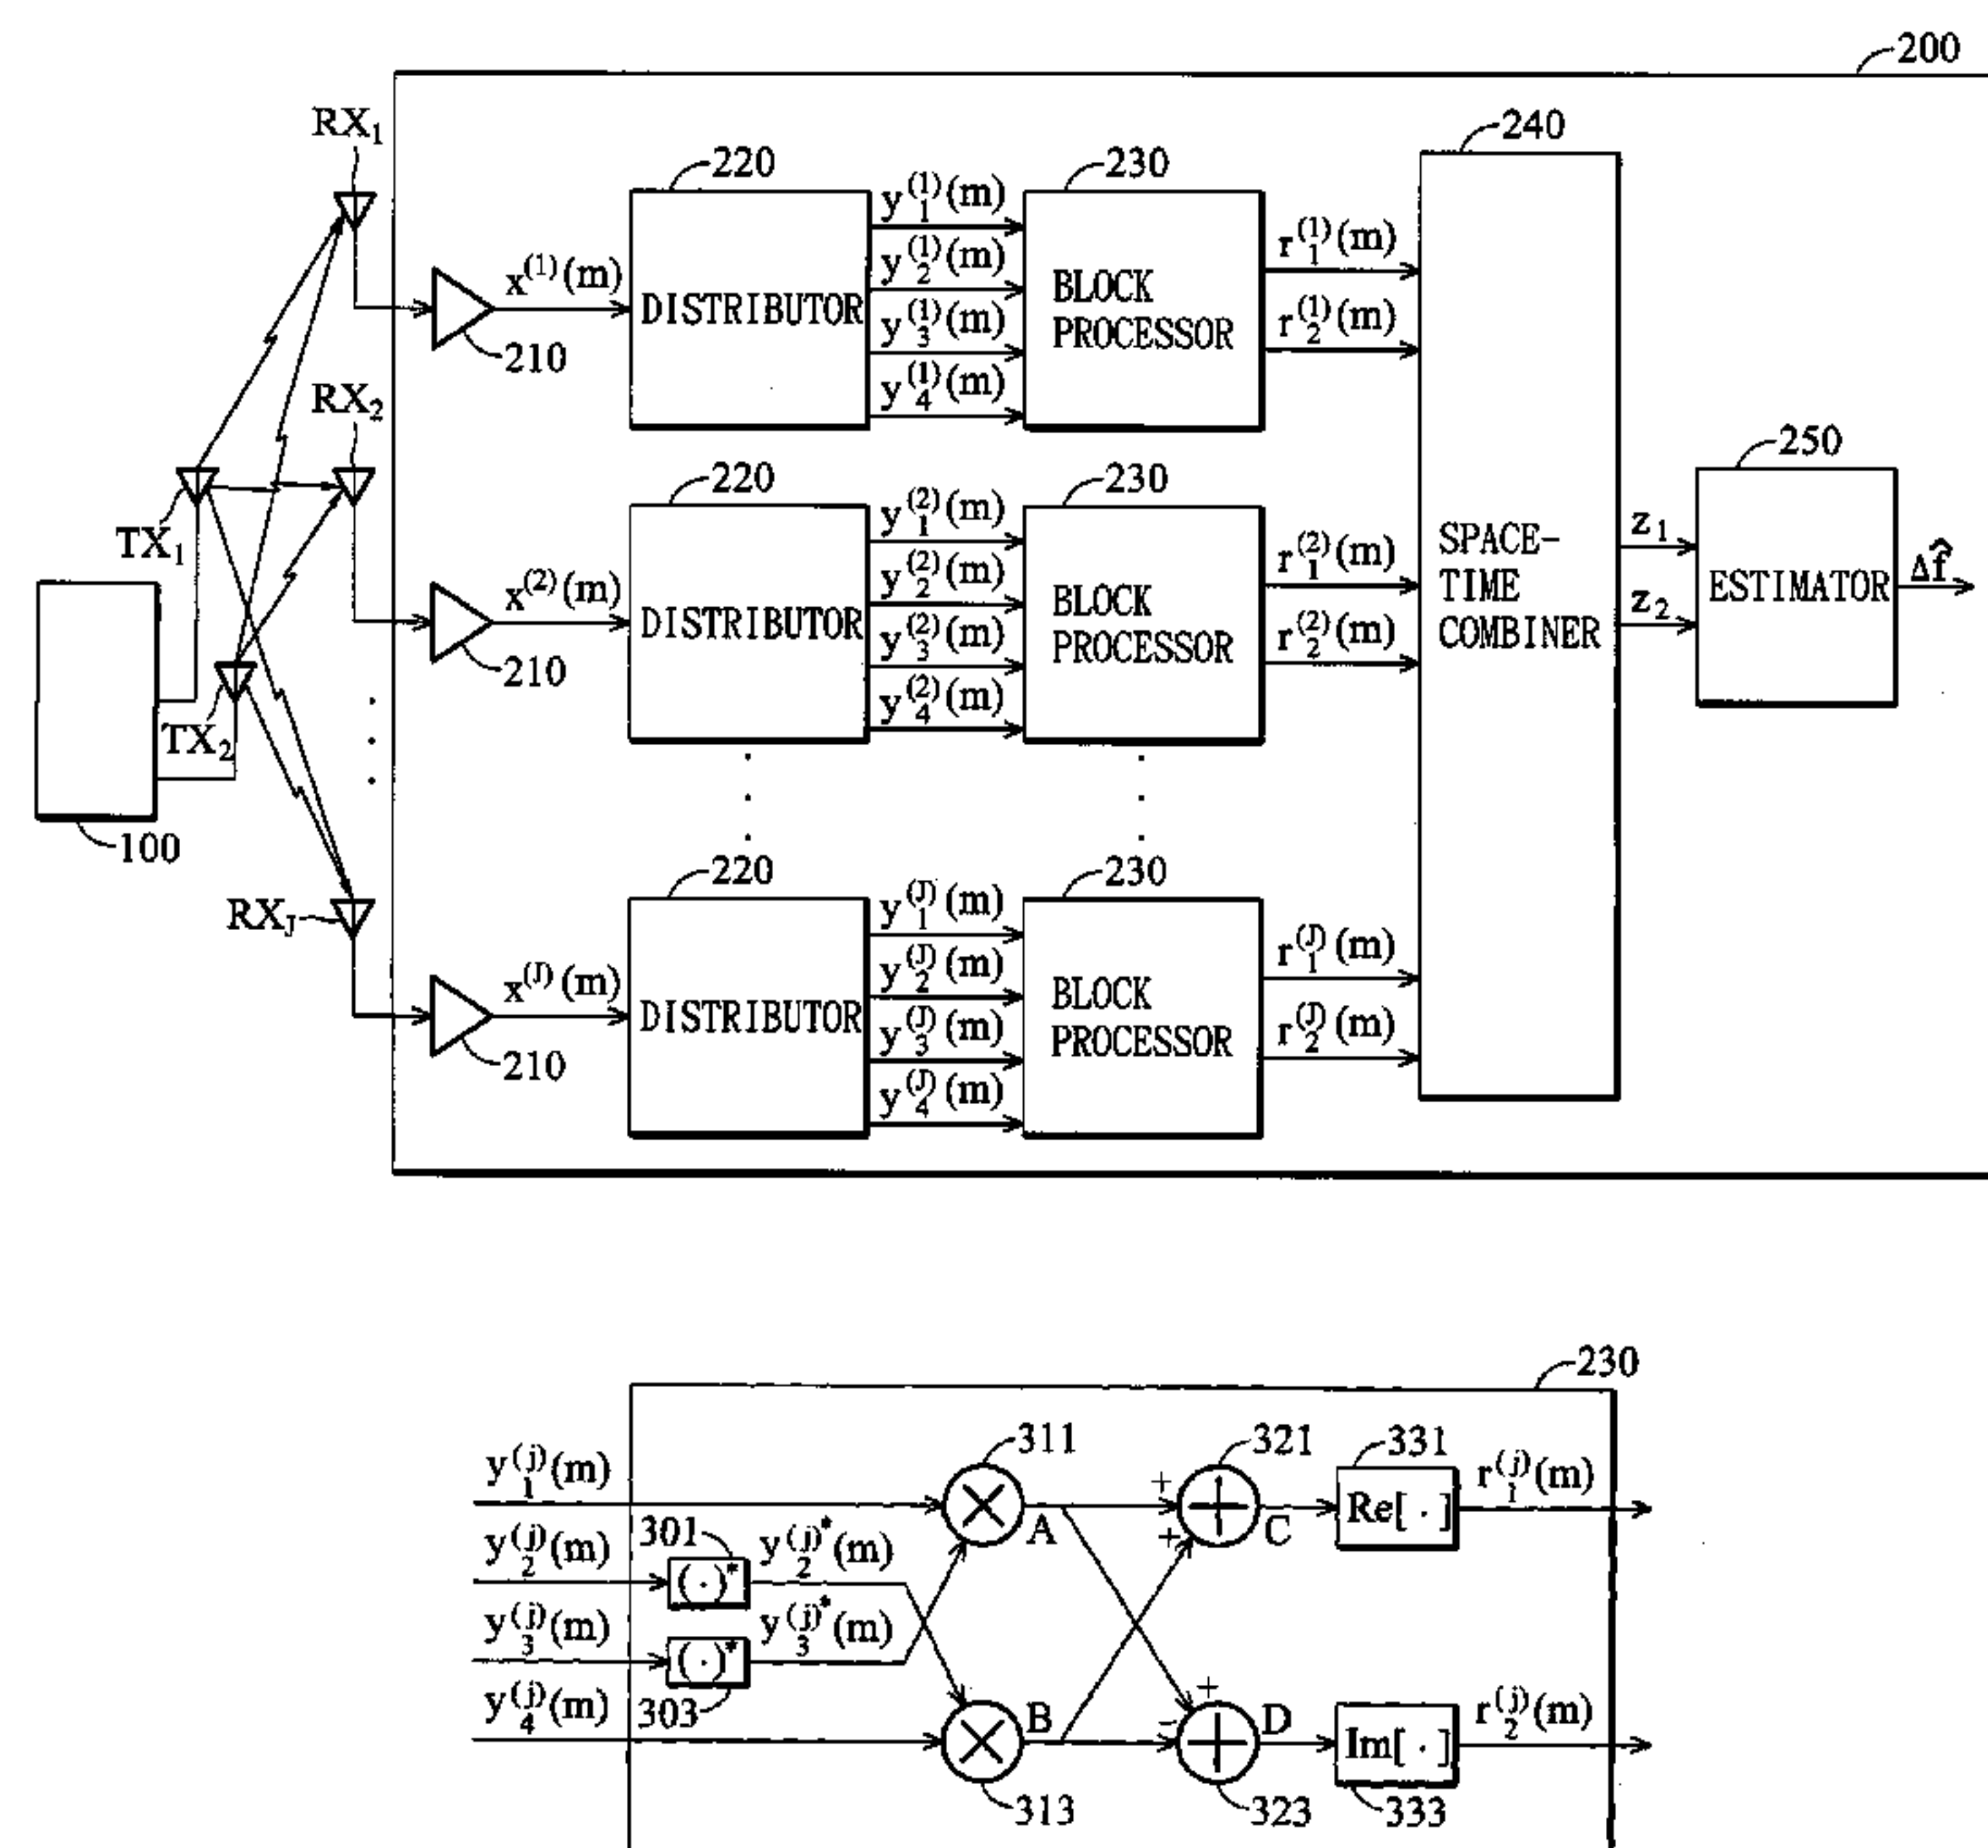 200
RX₁
220
230
240
x⁽¹⁾(m)
210
DISTRIBUTOR
y₁⁽¹⁾(m)
y₂⁽¹⁾(m)
y₃⁽¹⁾(m)
y₄⁽¹⁾(m)
BLOCK
PROCESSOR
r₁⁽¹⁾(m)
r₂⁽¹⁾(m)
RX₂
TX₁
220
230
x⁽²⁾(m)
210
DISTRIBUTOR
y₁⁽²⁾(m)
y₂⁽²⁾(m)
y₃⁽²⁾(m)
y₄⁽²⁾(m)
BLOCK
PROCESSOR
r₁⁽²⁾(m)
r₂⁽²⁾(m)
SPACE-
TIME
COMBINER
z₁
z₂
250
ESTIMATOR
Δf̂
TX₂
100
RX_J
220
230
x⁽ᴶ⁾(m)
210
DISTRIBUTOR
y₁⁽ᴶ⁾(m)
y₂⁽ᴶ⁾(m)
y₃⁽ᴶ⁾(m)
y₄⁽ᴶ⁾(m)
BLOCK
PROCESSOR
r₁⁽ᴶ⁾(m)
r₂⁽ᴶ⁾(m)
230
y₁⁽ʲ⁾(m)
311
A
+
+
321
C
331
Re[·]
r₁⁽ʲ⁾(m)
y₂⁽ʲ⁾(m)
301
(·)*
y₂⁽ʲ⁾*(m)
y₃⁽ʲ⁾(m)
(·)*
303
y₃⁽ʲ⁾*(m)
y₄⁽ʲ⁾(m)
B
313
+
-
D
323
Im[·]
333
r₂⁽ʲ⁾(m)